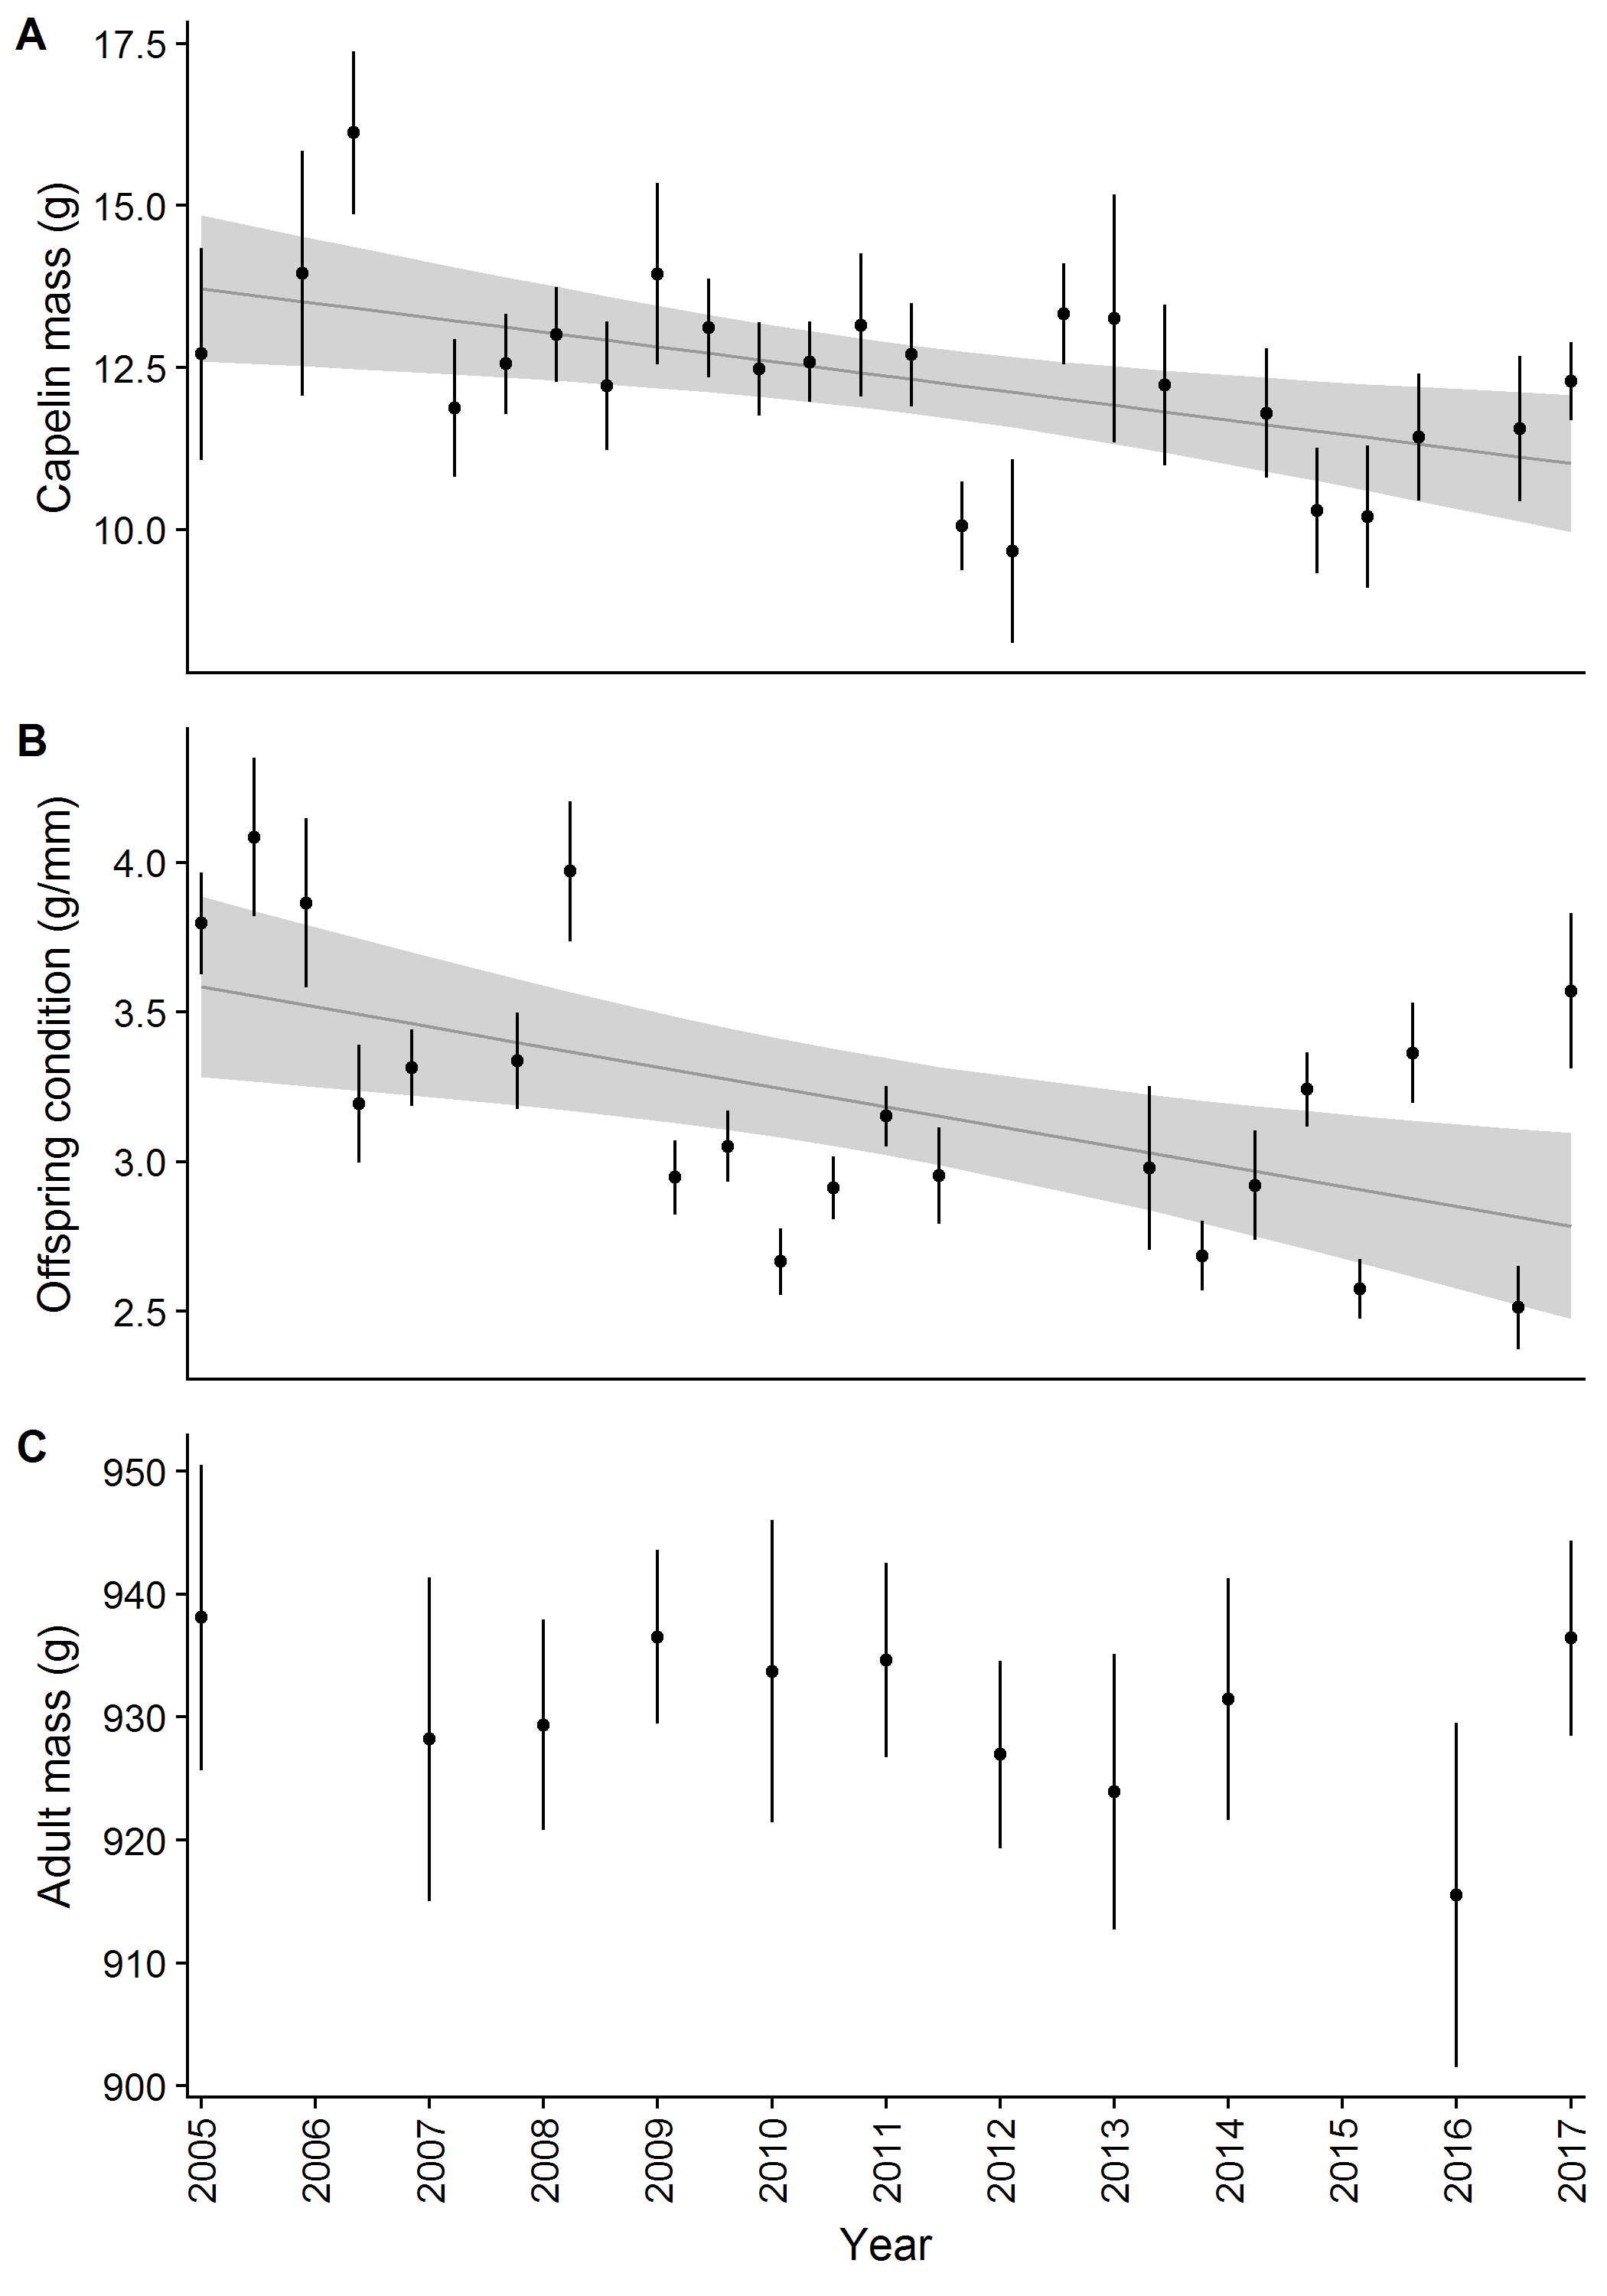 A
Capelin mass (g)
17.5
15.0
12.5
10.0
B
Offspring condition (g/mm)
4.0
3.5
3.0
2.5
C
Adult mass (g)
950
940
930
920
910
900
2005 2006 2007 2008 2009 2010 2011 2012 2013 2014 2015 2016 2017
Year